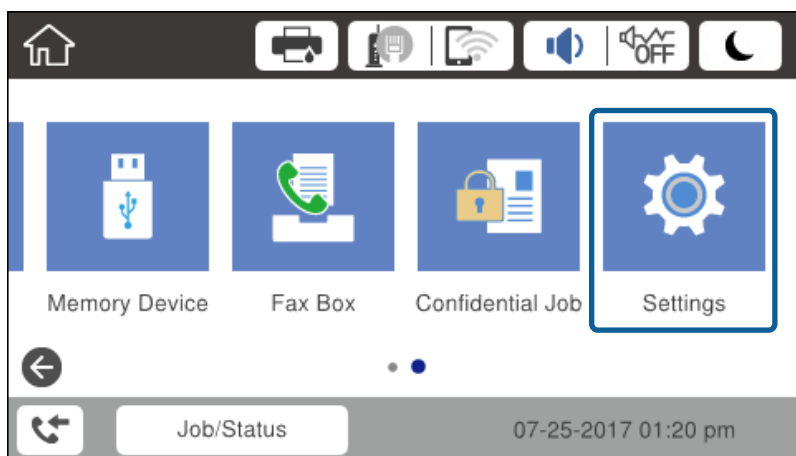 OFF
Memory Device
Fax Box
Confidential Job
Settings
Job/Status
07-25-2017 01:20 pm